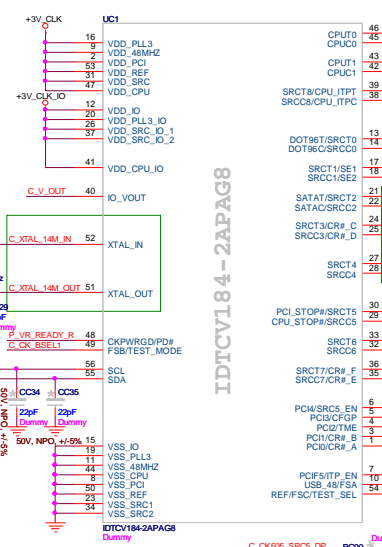 +3V_CLK
UC1
16 VDD_PLL3
9 VDD_48MHZ
2 VDD_PCI
53 VDD_REF
31 VDD_SRC
47 VDD_CPU
+3V_CLK_IO
12 VDD_IO
20 VDD_PLL3_IO
26 VDD_SRC_IO_1
37 VDD_SRC_IO_2
41 VDD_CPU_IO
C_V_OUT 40 IO_VOUT
C_XTAL_14M_IN 52 XTAL_IN
C_XTAL_14M_OUT 51 XTAL_OUT
P_VR_READY_R 48 CKPWRGD/PD#
C_CK_BSEL1 49 FSB/TEST_MODE
56 SCL
55 SDA
CC34 CC35
22pF 22pF
Dummy Dummy
50V, NPO, +/-5%
50V, NPO, +/-5%
15 VSS_IO
19 VSS_PLL3
11 VSS_48MHZ
44 VSS_CPU
8 VSS_PCI
50 VSS_REF
23 VSS_SRC1
34 VSS_SRC2
IDTCV184-2APAG8
Dummy
IDTCV184-2APAG8
CPUT0 46
CPUC0 45
CPUT1 43
CPUC1 42
SRCT8/CPU_ITPT 39
SRCC8/CPU_ITPC 38
DOT96T/SRCT0 13
DOT96C/SRCC0 14
SRCT1/SE1 17
SRCC1/SE2 18
SATAT/SRCT2 21
SATAC/SRCC2 22
SRCT3/CR#_C 24
SRCC3/CR#_D 25
SRCT4 27
SRCC4 28
PCI_STOP#/SRCT5 30
CPU_STOP#/SRCC5 29
SRCT6 33
SRCC6 32
SRCT7/CR#_F 36
SRCC7/CR#_E 35
PCI4/SRC5_EN 6
PCI3/CFGP 5
PCI2/TME 4
PCI1/CR#_B 3
PCI0/CR#_A 1
PCIF5/ITP_EN 7
USB_48/FSA 10
REF/FSC/TEST_SEL 54